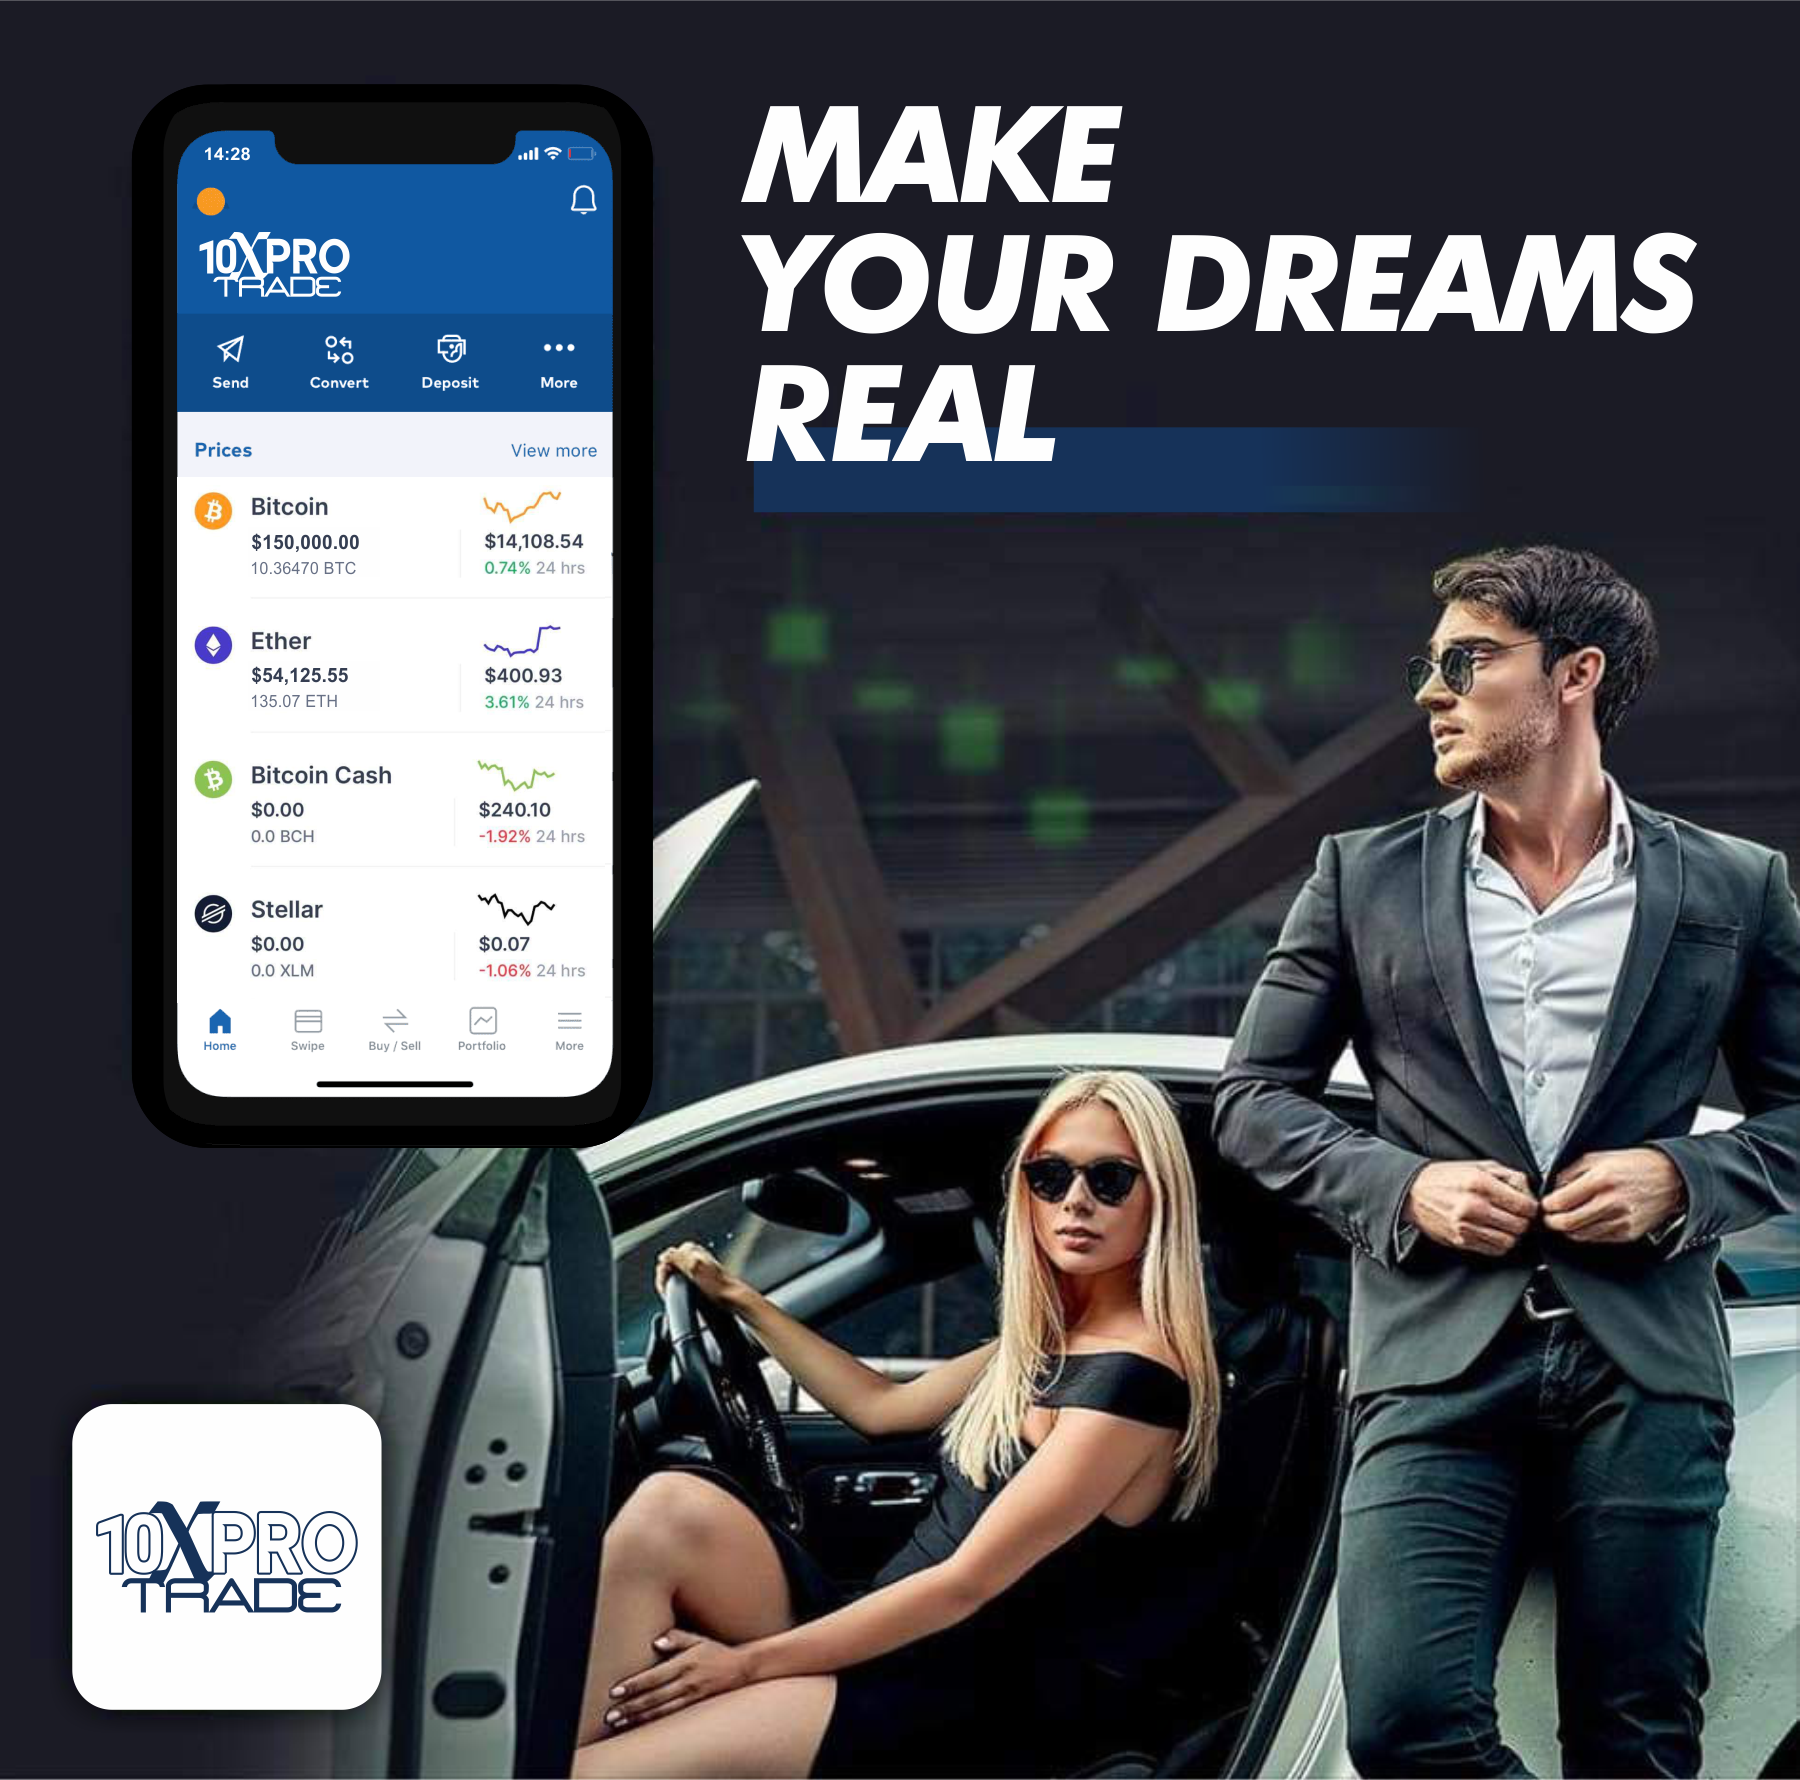 MAKE
YOUR DREAMS
REAL
14:28
10XPRO
TRADE
Send
Convert
Deposit
More
Prices
View more
Bitcoin
$150,000.00
$14,108.54
10.36470 BTC
0.74% 24 hrs
Ether
$54,125.55
$400.93
135.07 ETH
3.61% 24 hrs
Bitcoin Cash
$0.00
$240.10
0.0 BCH
-1.92% 24 hrs
Stellar
$0.00
$0.07
0.0 XLM
-1.06% 24 hrs
Home
Swipe
Buy / Sell
Portfolio
More
10XPRO
TRADE